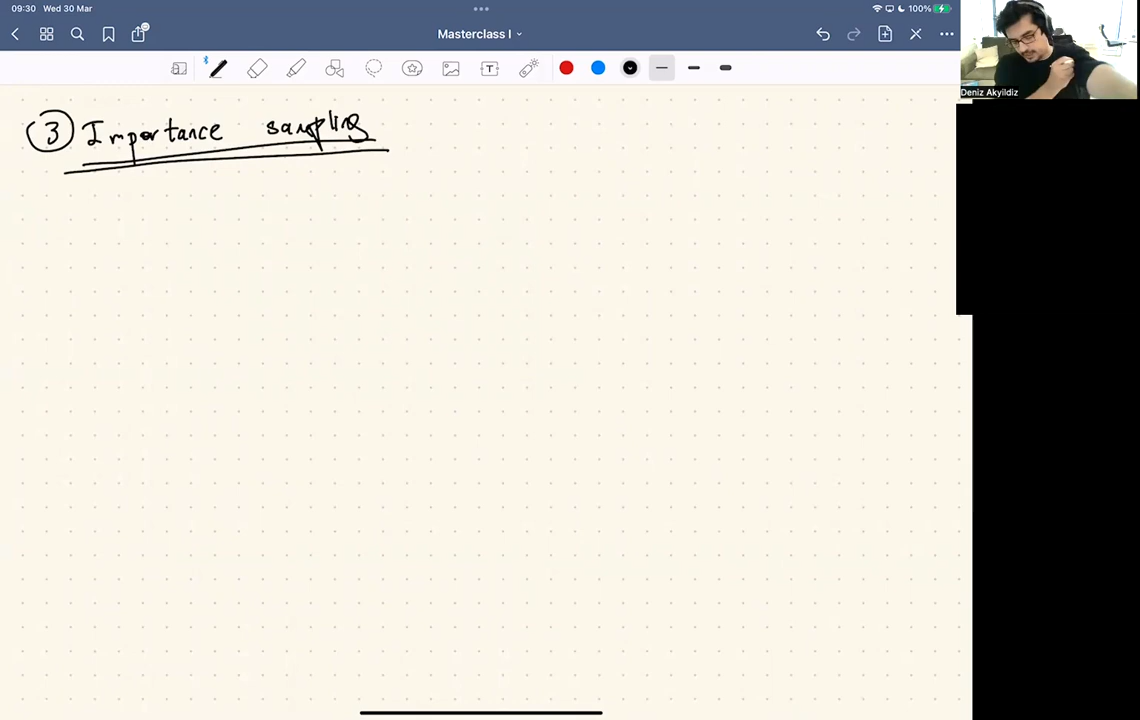 09:30 Wed 30 Mar
100%
Masterclass I
T
Deniz Akyildiz
3 Importance sampling